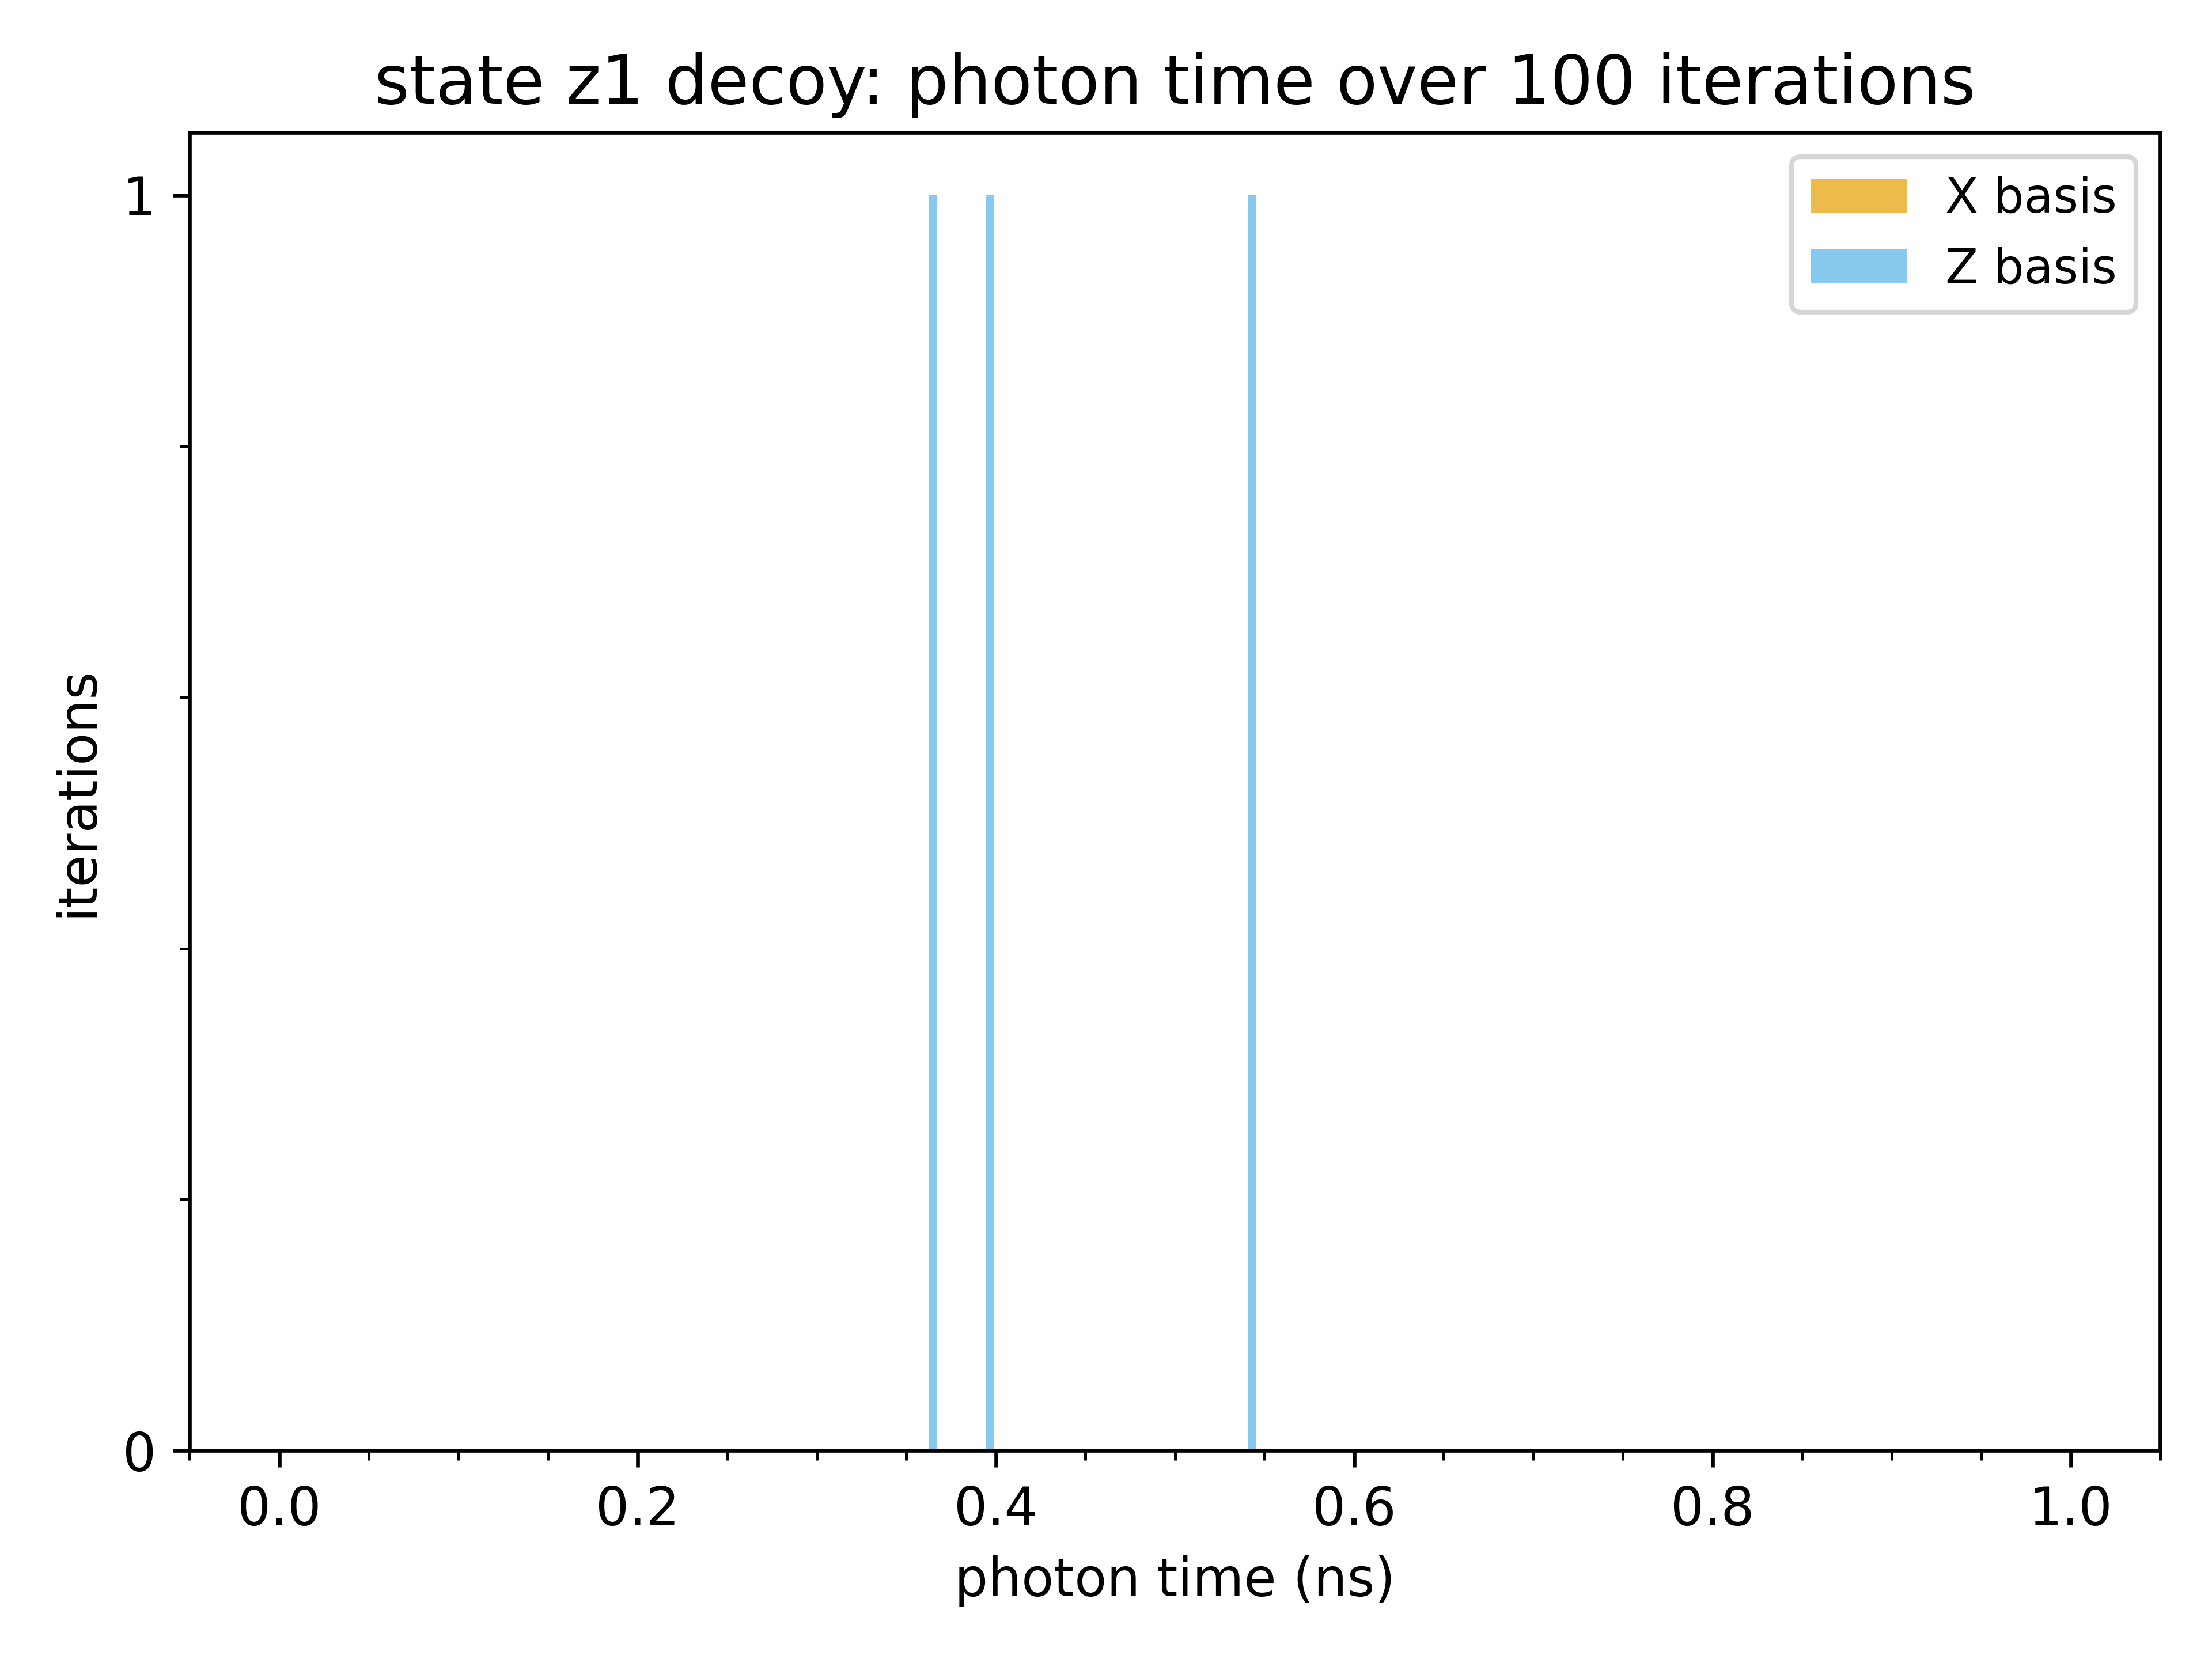 state z1 decoy: photon time over 100 iterations
X basis
Z basis
1
0
iterations
0.0 0.2 0.4 0.6 0.8 1.0
photon time (ns)